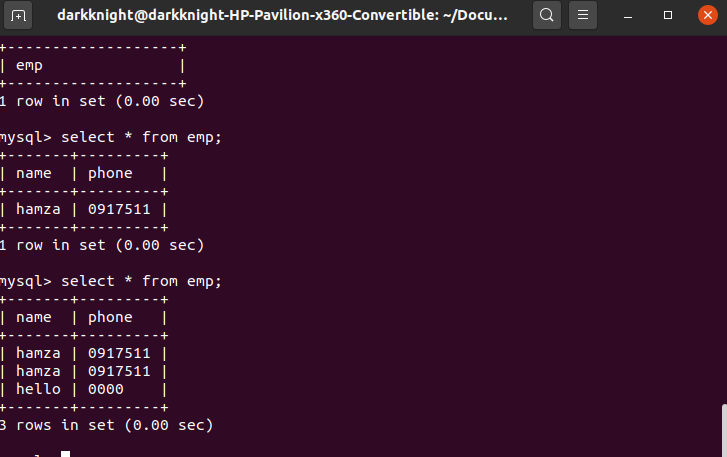 darkknight@darkknight-HP-Pavilion-x360-Convertible: ~/Docu...
+-------------------+
| emp               |
+-------------------+
1 row in set (0.00 sec)
mysql> select * from emp;
+-------+---------+
| name  | phone   |
+-------+---------+
| hamza | 0917511 |
+-------+---------+
1 row in set (0.00 sec)
mysql> select * from emp;
+-------+---------+
| name  | phone   |
+-------+---------+
| hamza | 0917511 |
| hamza | 0917511 |
| hello | 0000    |
+-------+---------+
3 rows in set (0.00 sec)